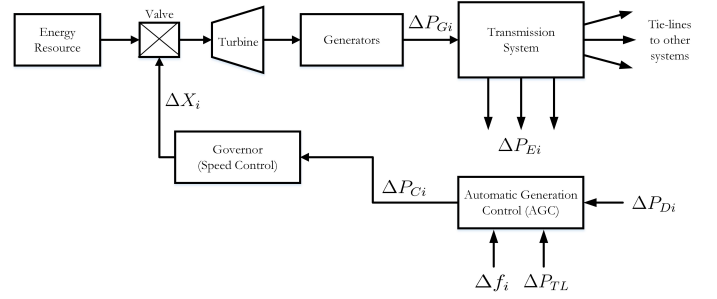 Energy
Resource
Valve
Turbine
Generators
ΔP_{Gi}
Transmission
System
Tie-lines
to other
systems
ΔX_i
ΔP_{Ei}
Governor
(Speed Control)
ΔP_{Ci}
Automatic Generation
Control (AGC)
ΔP_{Di}
Δf_i
ΔP_{TL}